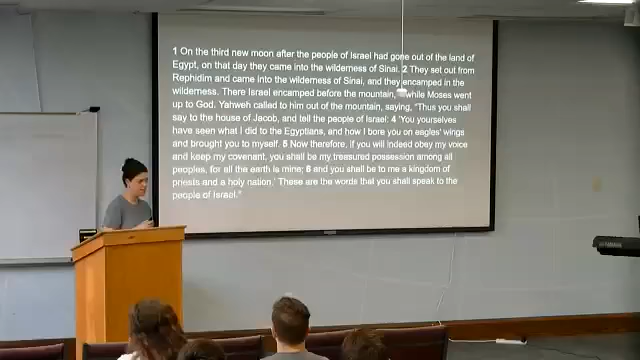 1 On the third new moon after the people of Israel had gone out of the land of
Egypt, on that day they came into the wilderness of Sinai. 2 They set out from
Rephidim and came into the wilderness of Sinai, and they encamped in the
wilderness. There Israel encamped before the mountain, while Moses went
up to God. Yahweh called to him out of the mountain, saying, "Thus you shall
say to the house of Jacob, and tell the people of Israel: 4 'You yourselves
have seen what I did to the Egyptians, and how I bore you on eagles' wings
and brought you to myself. 5 Now therefore, if you will indeed obey my voice
and keep my covenant, you shall be my treasured possession among all
peoples, for all the earth is mine; 6 and you shall be to me a kingdom of
priests and a holy nation.' These are the words that you shall speak to the
people of Israel."
YAMAHA